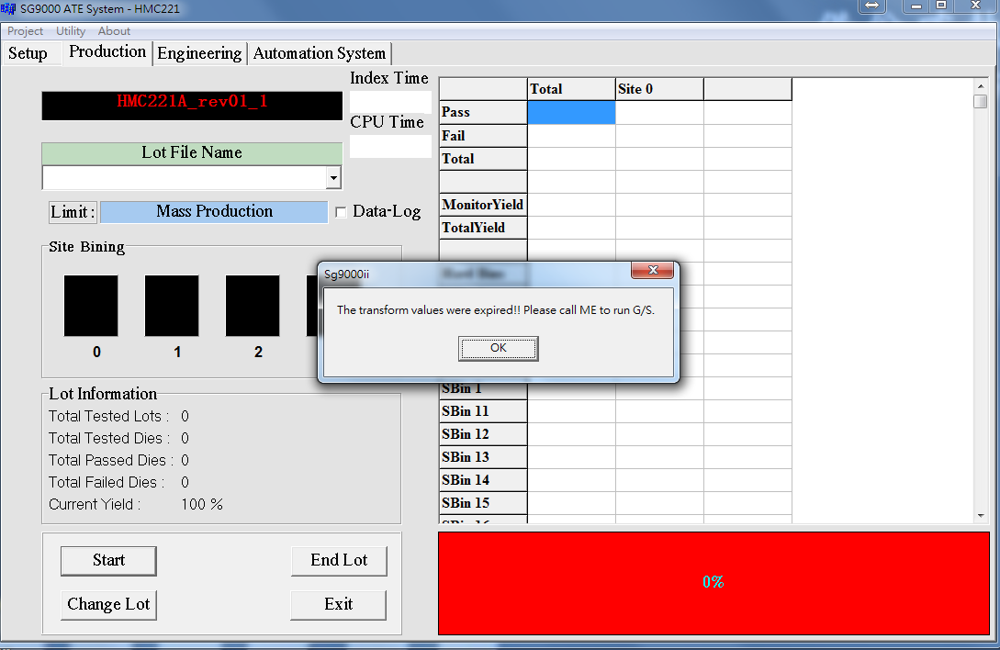 SG9000 ATE System - HMC221
Project Utility About
Setup Production Engineering Automation System
HMC221A_rev01_1
Index Time
CPU Time
Lot File Name
Limit : Mass Production Data-Log
Site Bining
0 1 2
Lot Information
Total Tested Lots : 0
Total Tested Dies : 0
Total Passed Dies : 0
Total Failed Dies : 0
Current Yield : 100 %
Start End Lot
Change Lot Exit
Total Site 0
Pass
Fail
Total
MonitorYield
TotalYield
Sg9000ii
The transform values were expired!! Please call ME to run G/S.
OK
SBin 1
SBin 11
SBin 12
SBin 13
SBin 14
SBin 15
0%